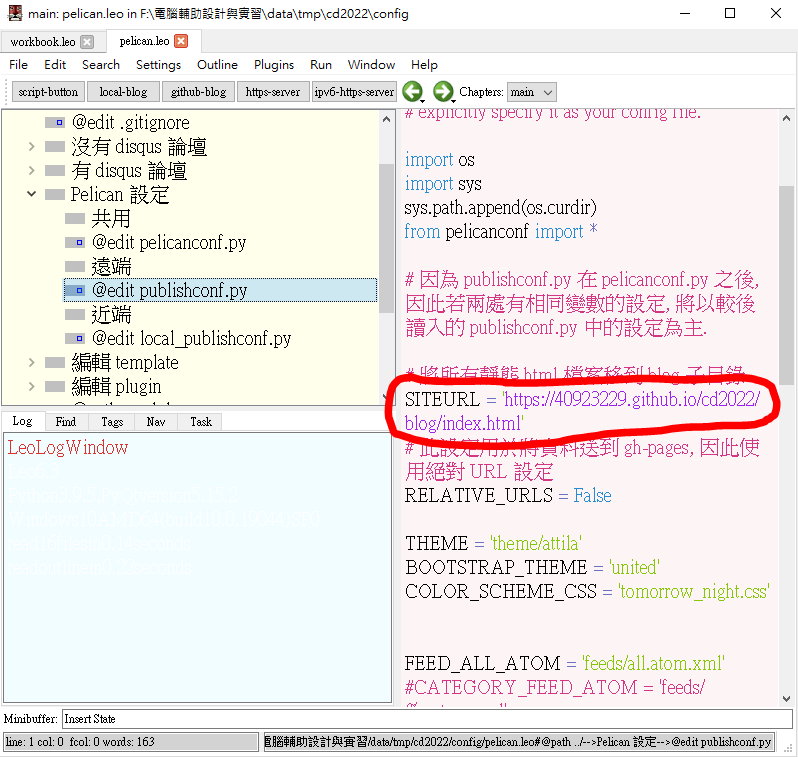 main: pelican.leo in F:\電腦輔助設計與實習\data\tmp\cd2022\config
workbook.leo
pelican.leo
File Edit Search Settings Outline Plugins Run Window Help
script-button local-blog github-blog https-server ipv6-https-server Chapters: main
@edit .gitignore
沒有 disqus 論壇
有 disqus 論壇
Pelican 設定
共用
@edit pelicanconf.py
遠端
@edit publishconf.py
近端
@edit local_publishconf.py
編輯 template
編輯 plugin
Log Find Tags Nav Task
LeoLogWindow
# explicitly specify it as your config file.
import os
import sys
sys.path.append(os.curdir)
from pelicanconf import *
# 因為 publishconf.py 在 pelicanconf.py 之後,
因此若兩處有相同變數的設定, 將以較後
讀入的 publishconf.py 中的設定為主.
# 將所有靜態 html 檔案移到 blog 子目錄
SITEURL = 'https://40923229.github.io/cd2022/
blog/index.html'
# 此設定用於將資料送到 gh-pages, 因此使
用絕對 URL 設定
RELATIVE_URLS = False
THEME = 'theme/attila'
BOOTSTRAP_THEME = 'united'
COLOR_SCHEME_CSS = 'tomorrow_night.css'
FEED_ALL_ATOM = 'feeds/all.atom.xml'
#CATEGORY_FEED_ATOM = 'feeds/
Minibuffer: Insert State
line: 1 col: 0 fcol: 0 words: 163
電腦輔助設計與實習/data/tmp/cd2022/config/pelican.leo#@path ../-->Pelican 設定-->@edit publishconf.py